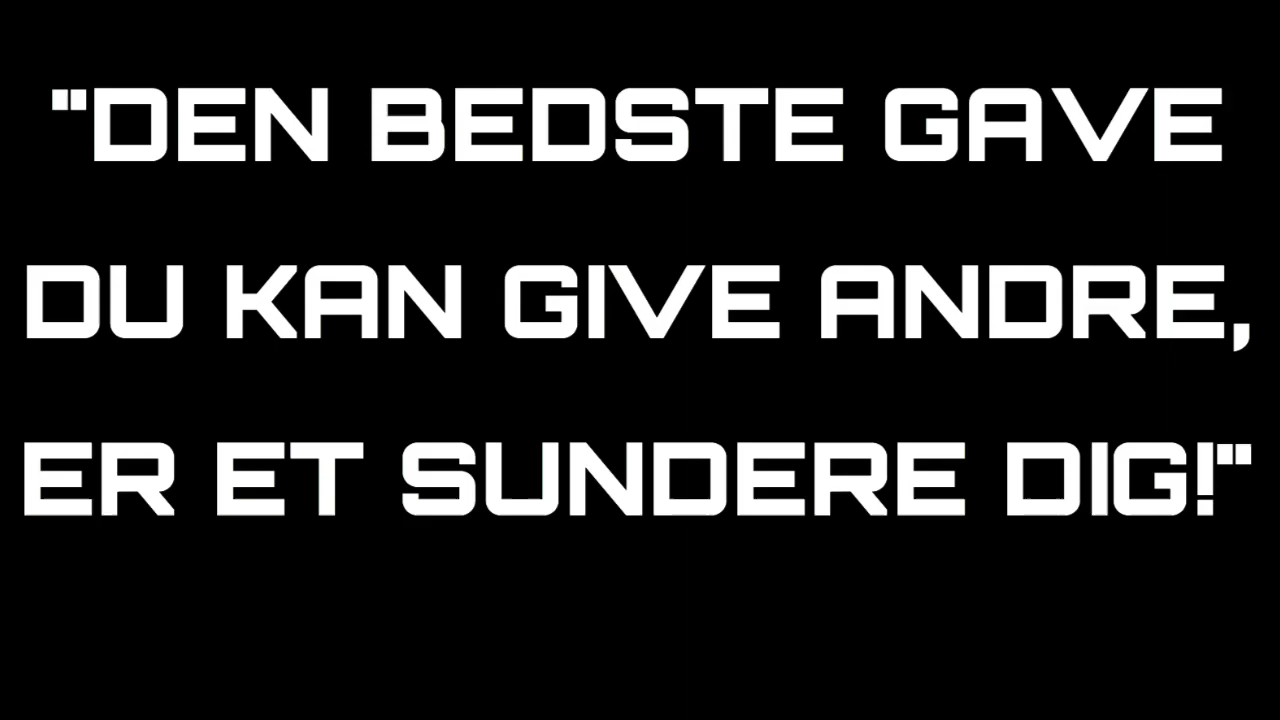 "DEN BEDSTE GAVE
DU KAN GIVE ANDRE,
ER ET SUNDERE DIG!"